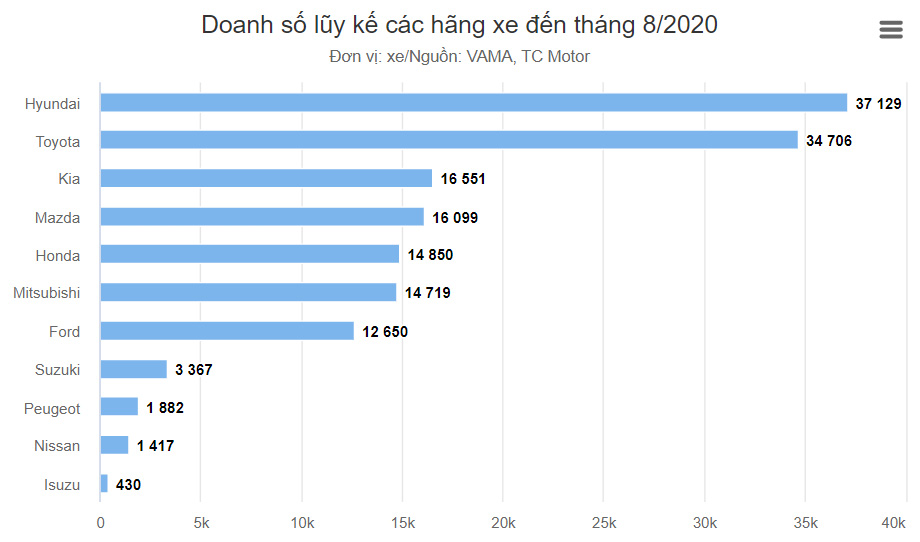 Doanh số lũy kế các hãng xe đến tháng 8/2020
Đơn vị: xe/Nguồn: VAMA, TC Motor
Hyundai 37 129
Toyota 34 706
Kia 16 551
Mazda 16 099
Honda 14 850
Mitsubishi 14 719
Ford 12 650
Suzuki 3 367
Peugeot 1 882
Nissan 1 417
Isuzu 430
0 5k 10k 15k 20k 25k 30k 35k 40k